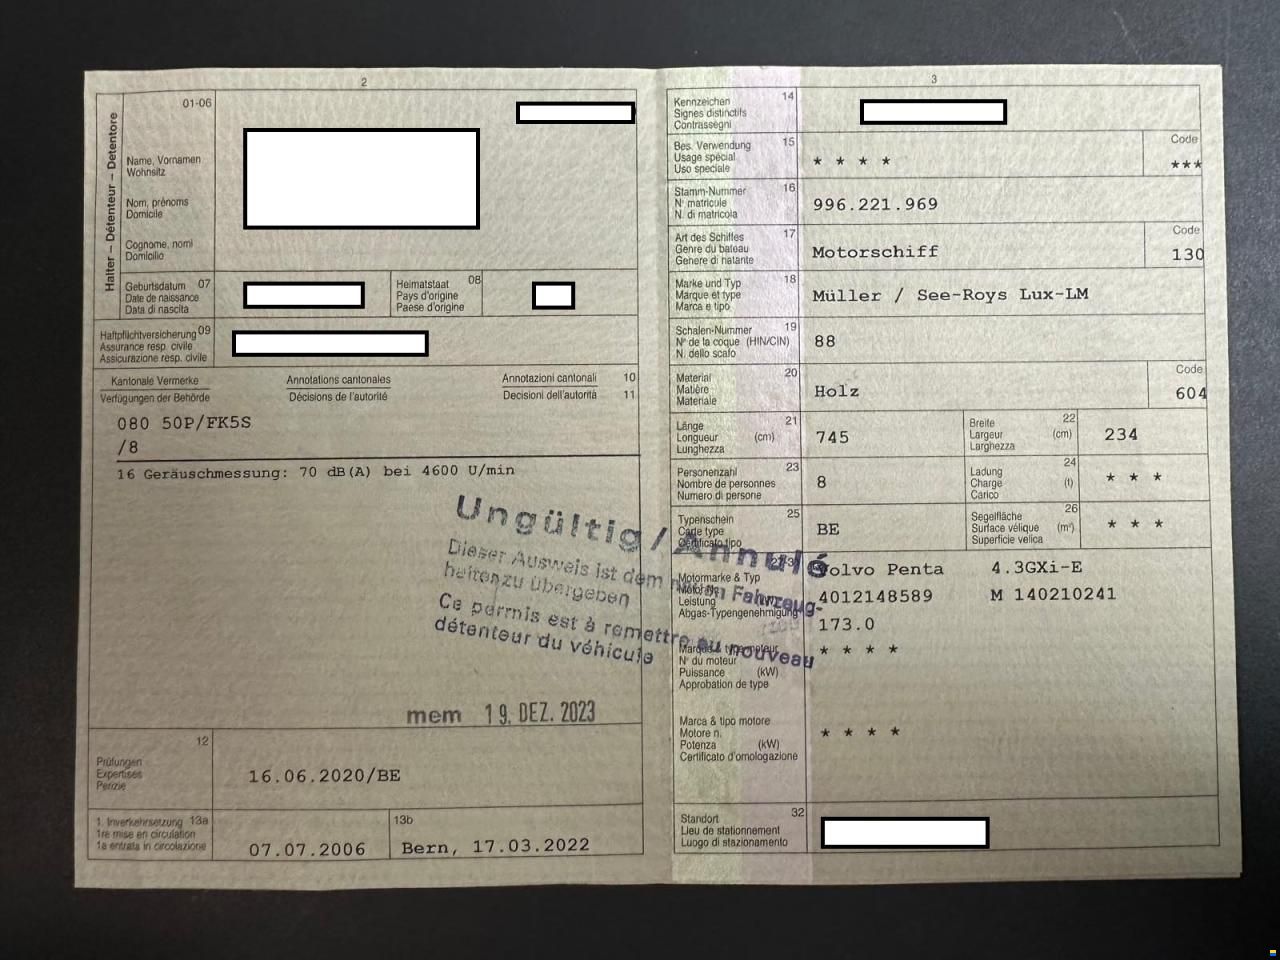 2
01-06
Halter – Détenteur – Detentore
Name, Vornamen
Wohnsitz
Nom, prénoms
Domicile
Cognome, nomi
Domicilio
Geburtsdatum 07
Date de naissance
Data di nascita
Heimatstaat 08
Pays d'origine
Paese d'origine
Haftpflichtversicherung 09
Assurance resp. civile
Assicurazione resp. civile
Kantonale Vermerke Annotations cantonales Annotazioni cantonali 10
Verfügungen der Behörde Décisions de l'autorité Decisioni dell'autorità 11
080 50P/FK5S
/8
16 Geräuschmessung: 70 dB(A) bei 4600 U/min
Ungültig/Annulé
Dieser Ausweis ist dem neuen Fahrzeug-
haltenzu übergeben
Ce permis est à remettre au nouveau
détenteur du véhicule
mem 19. DEZ. 2023
12
Prüfungen
Expertises
Perizie
16.06.2020/BE
1. Inverkehrsetzung 13a
1re mise en circulation
1a entrata in circolazione
07.07.2006
13b
Bern, 17.03.2022
3
Kennzeichen 14
Signes distinctifs
Contrassegni
Bes. Verwendung 15
Usage spécial
Uso speciale
* * * *
Code
***
Stamm-Nummer 16
N° matricule
N. di matricola
996.221.969
Art des Schiffes 17
Genre du bateau
Genere di natante
Motorschiff
Code
130
Marke und Typ 18
Marque et type
Marca e tipo
Müller / See-Roys Lux-LM
Schalen-Nummer 19
N° de la coque (HIN/CIN)
N. dello scafo
88
Material 20
Matière
Materiale
Holz
Code
604
Länge 21
Longueur (cm)
Lunghezza
745
Breite 22
Largeur (cm)
Larghezza
234
Personenzahl 23
Nombre de personnes
Numero di persone
8
Ladung 24
Charge (t)
Carico
* * *
Typenschein 25
Carte type
Certificato tipo
BE
Segelfläche 26
Surface vélique (m²)
Superficie velica
* * *
Motormarke & Typ
Leistung
Abgas-Typengenehmigung
Volvo Penta 4.3GXi-E
4012148589 M 140210241
173.0
* * * *
Marque & type moteur
N° du moteur
Puissance (kW)
Approbation de type
Marca & tipo motore
Motore n.
Potenza (kW)
Certificato d'omologazione
* * * *
Standort 32
Lieu de stationnement
Luogo di stazionamento